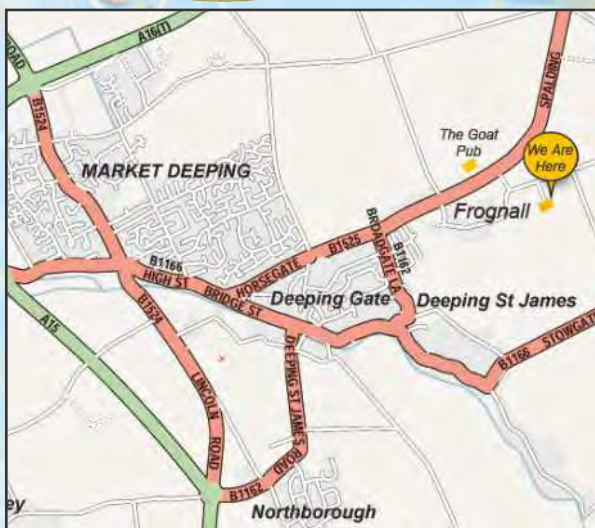 A16(T)
ROAD
B1524
SPALDING
The Goat
Pub
We Are
Here
MARKET DEEPING
Frognall
BROADGATE LA
B1162
B1525
HORSEGATE
B1166
HIGH ST
BRIDGE ST
Deeping Gate
Deeping St James
A15
B1524
LINCOLN
ROAD
DEEPING ST JAMES
ROAD
B1166
STOWGATE
B1162
ey
Northborough